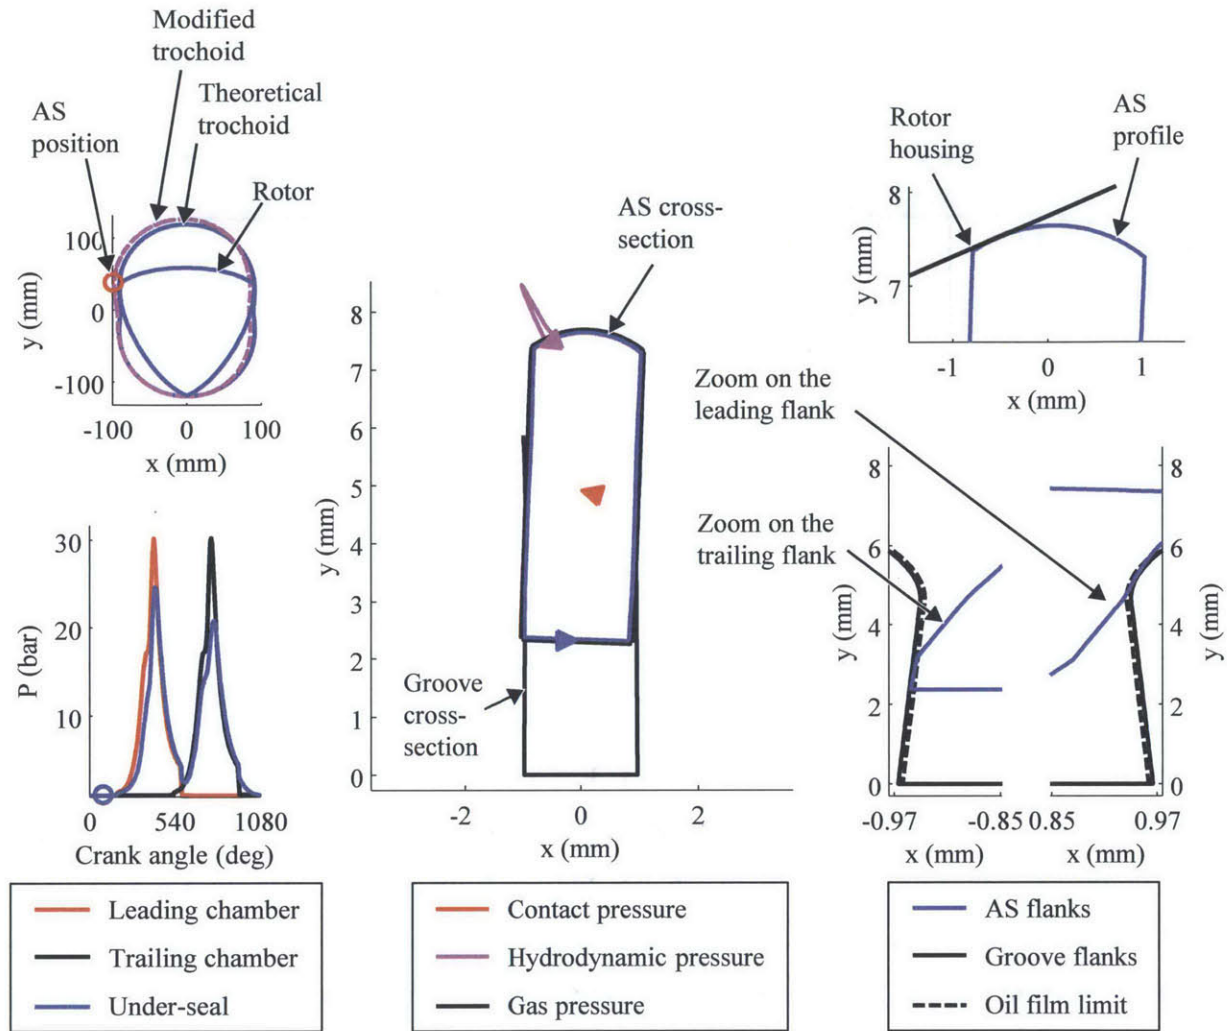 Modified
trochoid
Theoretical
trochoid
AS
position
Rotor
100
0
-100
y (mm)
-100 0 100
x (mm)
30
20
10
P (bar)
0 540 1080
Crank angle (deg)
Leading chamber
Trailing chamber
Under-seal
AS cross-
section
8
7
6
5
4
3
2
1
0
y (mm)
Groove
cross-
section
-2 0 2
x (mm)
Contact pressure
Hydrodynamic pressure
Gas pressure
Rotor
housing
AS
profile
8
7
y (mm)
-1 0 1
x (mm)
Zoom on the
leading flank
Zoom on the
trailing flank
8
6
4
2
0
y (mm)
-0.97 -0.85
x (mm)
8
6
4
2
0
y (mm)
0.85 0.97
x (mm)
AS flanks
Groove flanks
Oil film limit